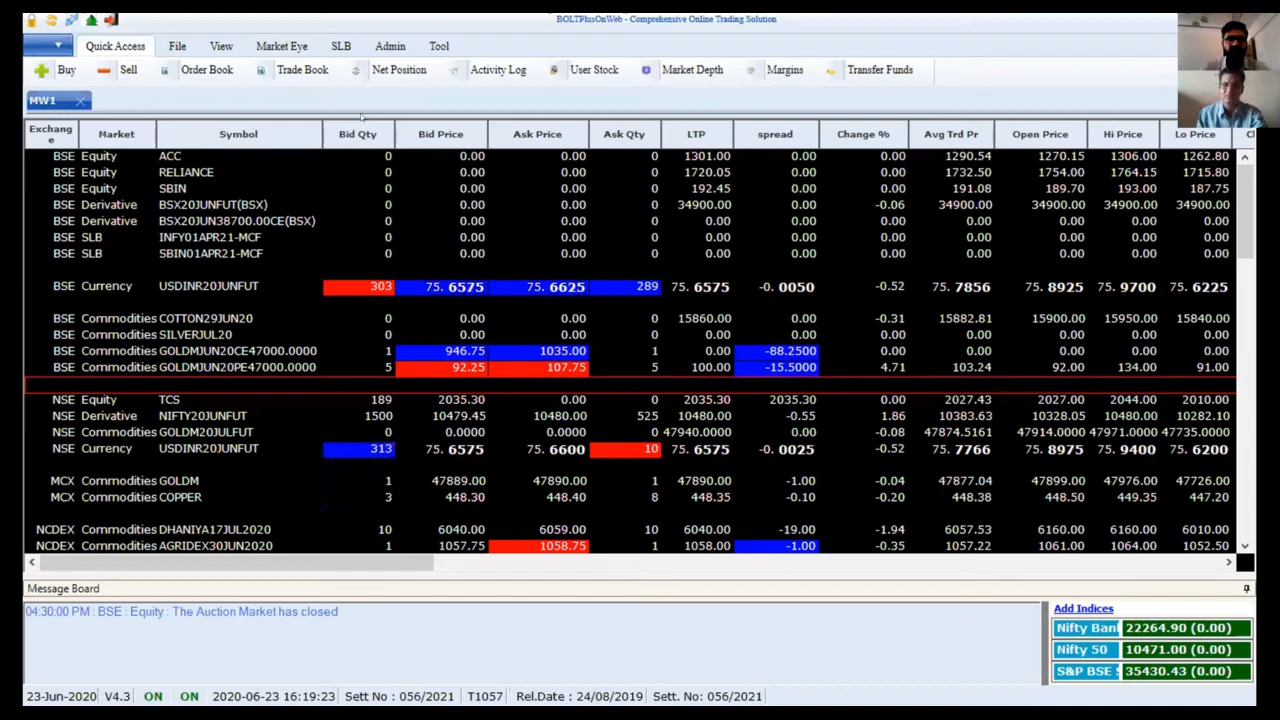 BOLTPlusOnWeb - Comprehensive Online Trading Solution
Quick Access File View Market Eye SLB Admin Tool
Buy Sell Order Book Trade Book Net Position Activity Log User Stock Market Depth Margins Transfer Funds
MW1
Exchang e Market Symbol Bid Qty Bid Price Ask Price Ask Qty LTP spread Change % Avg Trd Pr Open Price Hi Price Lo Price
BSE Equity ACC 0 0.00 0.00 0 1301.00 0.00 0.00 1290.54 1270.15 1306.00 1262.80
BSE Equity RELIANCE 0 0.00 0.00 0 1720.05 0.00 0.00 1732.50 1754.00 1764.15 1715.80
BSE Equity SBIN 0 0.00 0.00 0 192.45 0.00 0.00 191.08 189.70 193.00 187.75
BSE Derivative BSX20JUNFUT(BSX) 0 0.00 0.00 0 34900.00 0.00 -0.06 34900.00 34900.00 34900.00 34900.00
BSE Derivative BSX20JUN38700.00CE(BSX) 0 0.00 0.00 0 0.00 0.00 0.00 0.00 0.00 0.00 0.00
BSE SLB INFY01APR21-MCF 0 0.00 0.00 0 0.00 0.00 0.00 0.00 0.00 0.00 0.00
BSE SLB SBIN01APR21-MCF 0 0.00 0.00 0 0.00 0.00 0.00 0.00 0.00 0.00 0.00
BSE Currency USDINR20JUNFUT 303 75. 6575 75. 6625 289 75. 6575 -0. 0050 -0.52 75. 7856 75. 8925 75. 9700 75. 6225
BSE Commodities COTTON29JUN20 0 0.00 0.00 0 15860.00 0.00 -0.31 15882.81 15900.00 15950.00 15840.00
BSE Commodities SILVERJUL20 0 0.00 0.00 0 0.00 0.00 0.00 0.00 0.00 0.00 0.00
BSE Commodities GOLDMJUN20CE47000.0000 1 946.75 1035.00 1 0.00 -88.2500 0.00 0.00 0.00 0.00 0.00
BSE Commodities GOLDMJUN20PE47000.0000 5 92.25 107.75 5 100.00 -15.5000 4.71 103.24 92.00 134.00 91.00
NSE Equity TCS 189 2035.30 0.00 0 2035.30 2035.30 0.00 2027.43 2027.00 2044.00 2010.00
NSE Derivative NIFTY20JUNFUT 1500 10479.45 10480.00 525 10480.00 -0.55 1.86 10383.63 10328.05 10480.00 10282.10
NSE Commodities GOLDM20JULFUT 0 0.0000 0.0000 0 47940.0000 0.00 -0.08 47874.5161 47914.0000 47971.0000 47735.0000
NSE Currency USDINR20JUNFUT 313 75. 6575 75. 6600 10 75. 6575 -0. 0025 -0.52 75. 7766 75. 8975 75. 9400 75. 6200
MCX Commodities GOLDM 1 47889.00 47890.00 1 47890.00 -1.00 -0.04 47877.04 47899.00 47976.00 47726.00
MCX Commodities COPPER 3 448.30 448.40 8 448.35 -0.10 -0.20 448.38 448.50 449.35 447.20
NCDEX Commodities DHANIYA17JUL2020 10 6040.00 6059.00 10 6040.00 -19.00 -1.94 6057.53 6160.00 6160.00 6010.00
NCDEX Commodities AGRIDEX30JUN2020 1 1057.75 1058.75 1 1058.00 -1.00 -0.35 1057.22 1061.00 1064.00 1052.50
Message Board
04:30:00 PM : BSE : Equity : The Auction Market has closed
Add Indices
Nifty Ban 22264.90 (0.00)
Nifty 50 10471.00 (0.00)
S&P BSE 35430.43 (0.00)
23-Jun-2020 V4.3 ON ON 2020-06-23 16:19:23 Sett No : 056/2021 T1057 Rel.Date : 24/08/2019 Sett. No: 056/2021